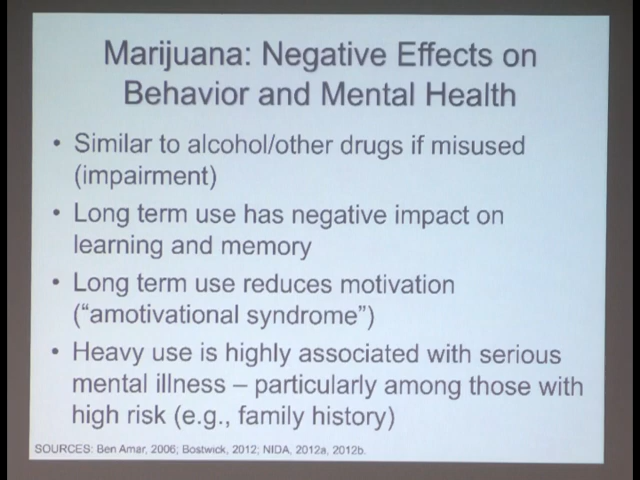 Marijuana: Negative Effects on
Behavior and Mental Health
• Similar to alcohol/other drugs if misused
(impairment)
• Long term use has negative impact on
learning and memory
• Long term use reduces motivation
("amotivational syndrome")
• Heavy use is highly associated with serious
mental illness – particularly among those with
high risk (e.g., family history)
SOURCES: Ben Amar, 2006; Bostwick, 2012; NIDA, 2012a, 2012b.